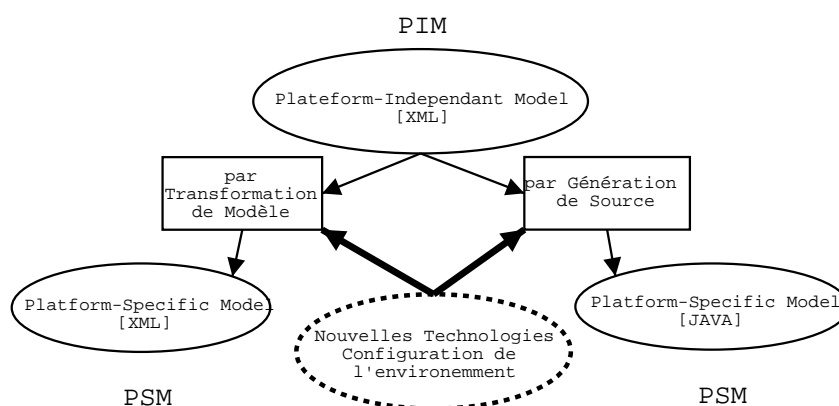 PIM
Plateform-Independant Model
[XML]
par
Transformation
de Modèle
par Génération
de Source
Platform-Specific Model
[XML]
Nouvelles Technologies
Configuration de
l'environemment
Platform-Specific Model
[JAVA]
PSM
PSM